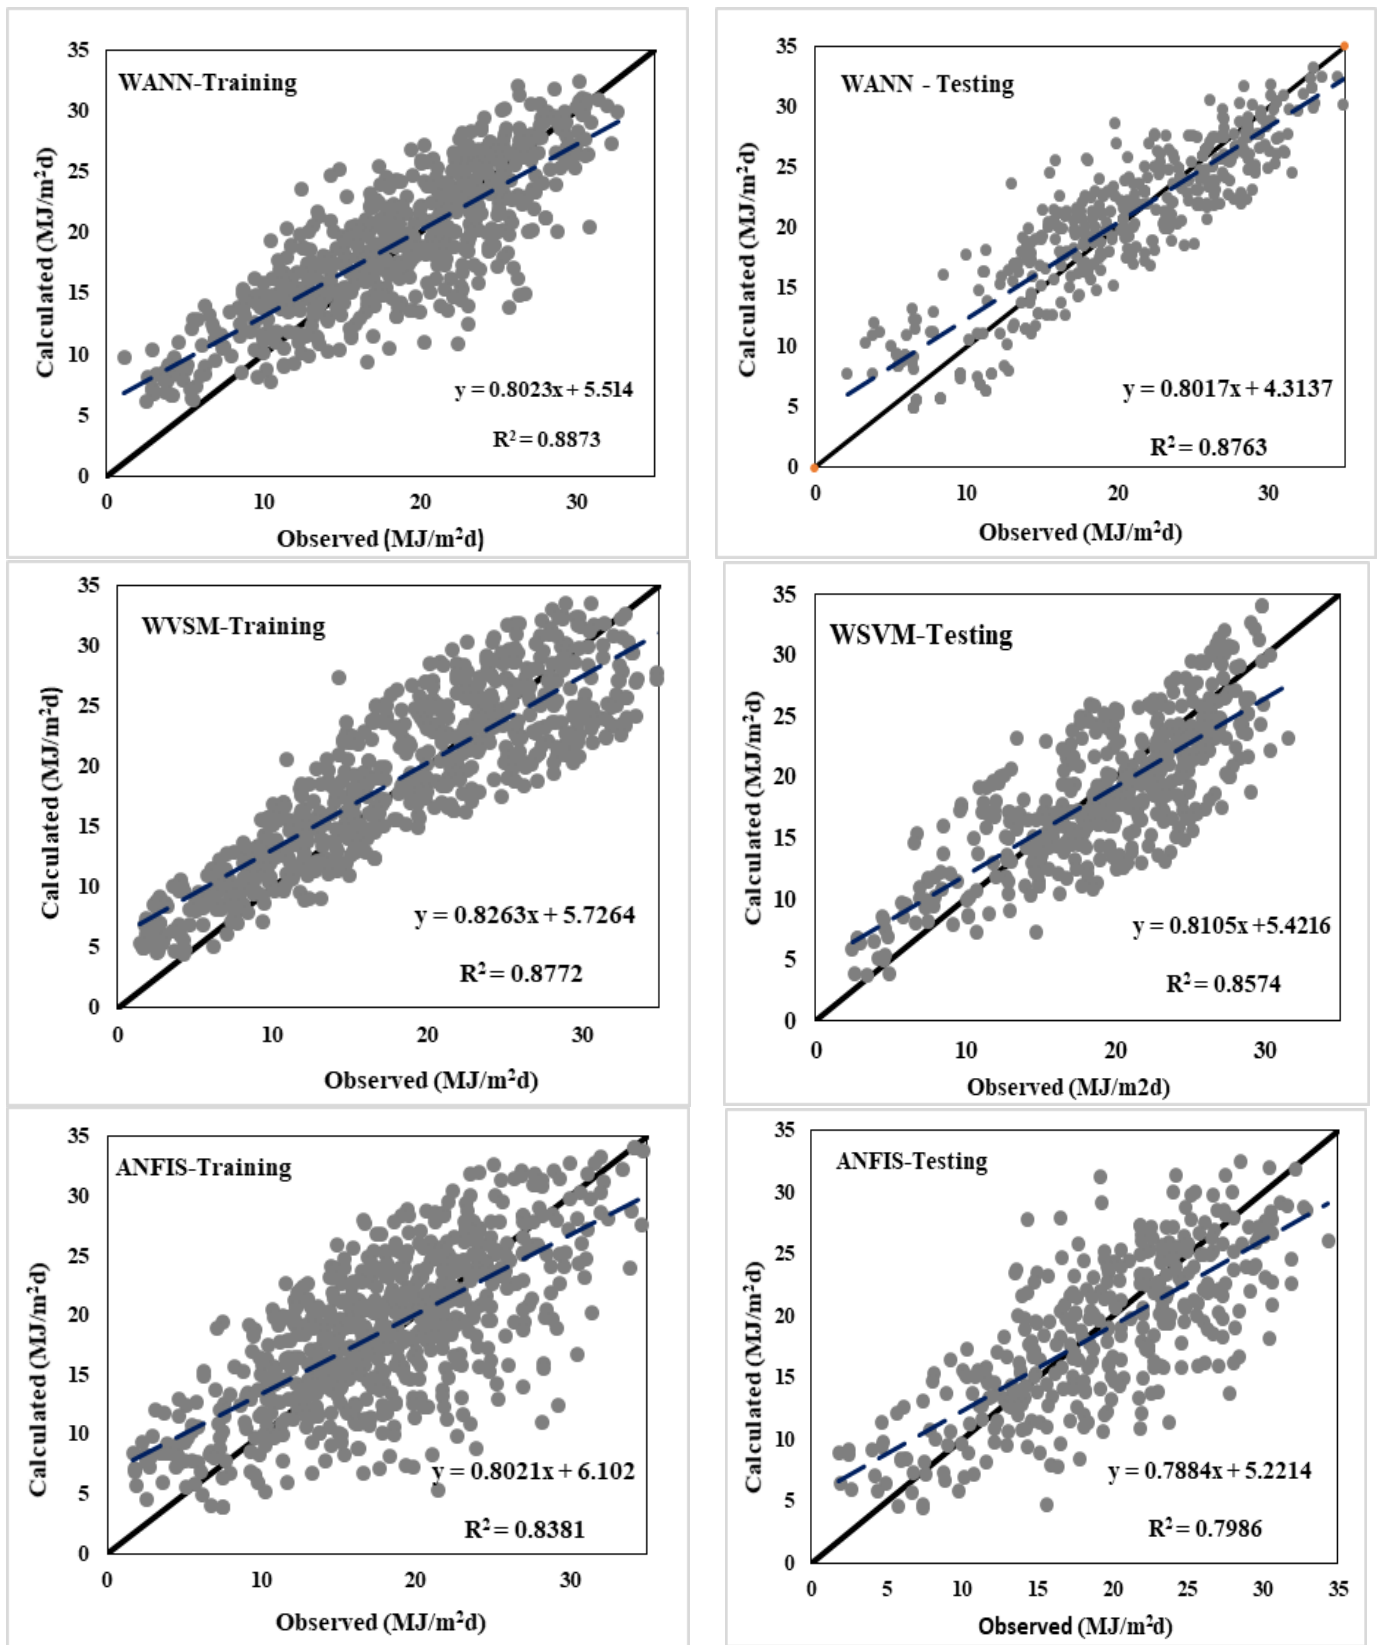 WANN-Training
35
30
25
20
15
10
5
0
Calculated (MJ/m²d)
y = 0.8023x + 5.514
R² = 0.8873
0 10 20 30
Observed (MJ/m²d)
WANN - Testing
35
30
25
20
15
10
5
0
Calculated (MJ/m²d)
y = 0.8017x + 4.3137
R² = 0.8763
0 10 20 30
Observed (MJ/m²d)
WVSM-Training
35
30
25
20
15
10
5
0
Calculated (MJ/m²d)
y = 0.8263x + 5.7264
R² = 0.8772
0 10 20 30
Observed (MJ/m²d)
WSVM-Testing
35
30
25
20
15
10
5
0
Calculated (MJ/m²d)
y = 0.8105x +5.4216
R² = 0.8574
0 10 20 30
Observed (MJ/m2d)
ANFIS-Training
35
30
25
20
15
10
5
0
Calculated (MJ/m²d)
y = 0.8021x + 6.102
R² = 0.8381
0 10 20 30
Observed (MJ/m²d)
ANFIS-Testing
35
30
25
20
15
10
5
0
Calculated (MJ/m²d)
y = 0.7884x + 5.2214
R² = 0.7986
0 5 10 15 20 25 30 35
Observed (MJ/m²d)